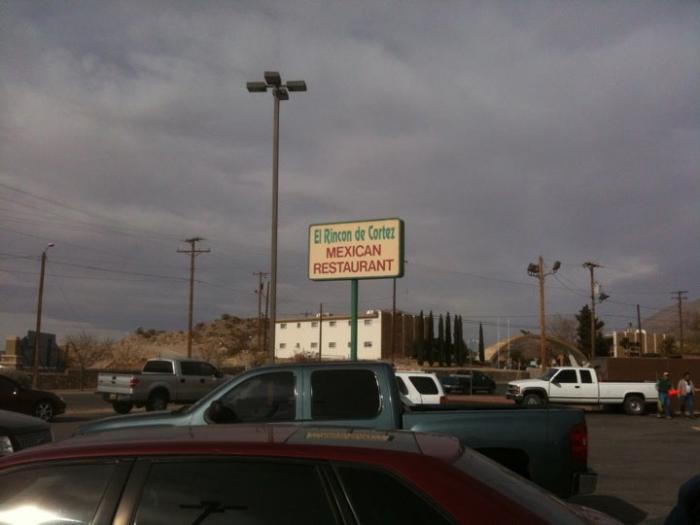 El Rincon de Cortez
MEXICAN
RESTAURANT